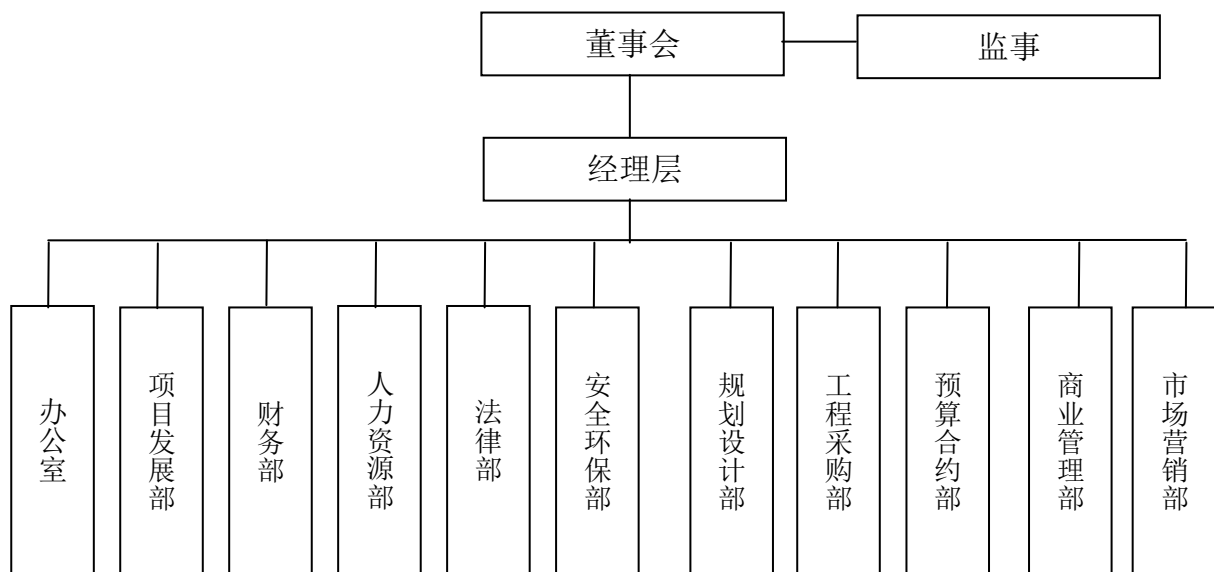 董事会
监事
经理层
办公室
项目发展部
财务部
人力资源部
法律部
安全环保部
规划设计部
工程采购部
预算合约部
商业管理部
市场营销部